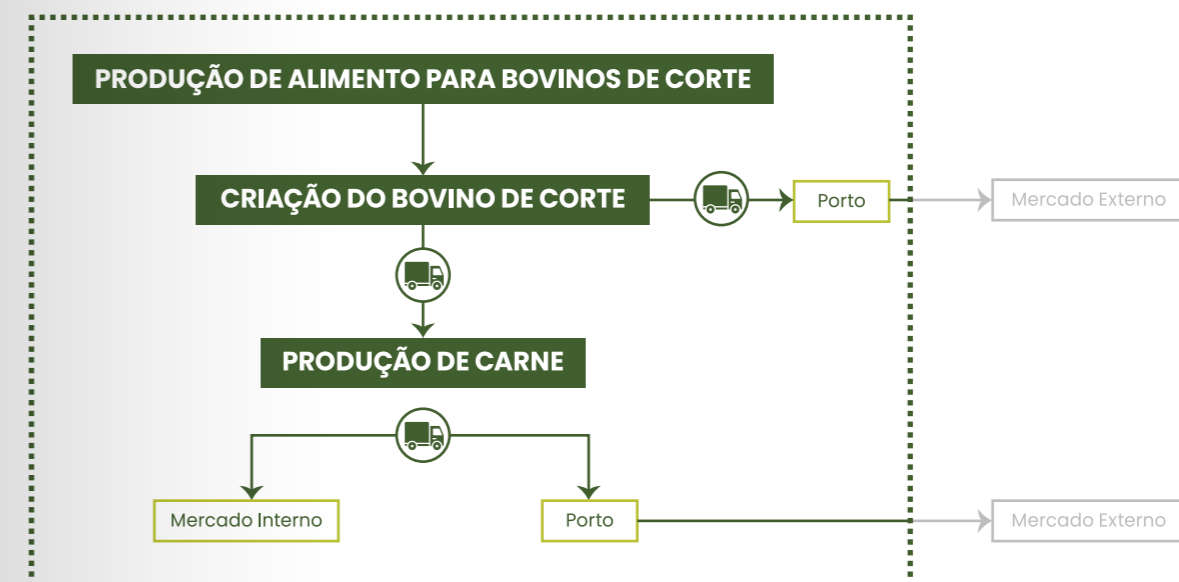 PRODUÇÃO DE ALIMENTO PARA BOVINOS DE CORTE
CRIAÇÃO DO BOVINO DE CORTE
Porto
Mercado Externo
PRODUÇÃO DE CARNE
Mercado Interno
Porto
Mercado Externo